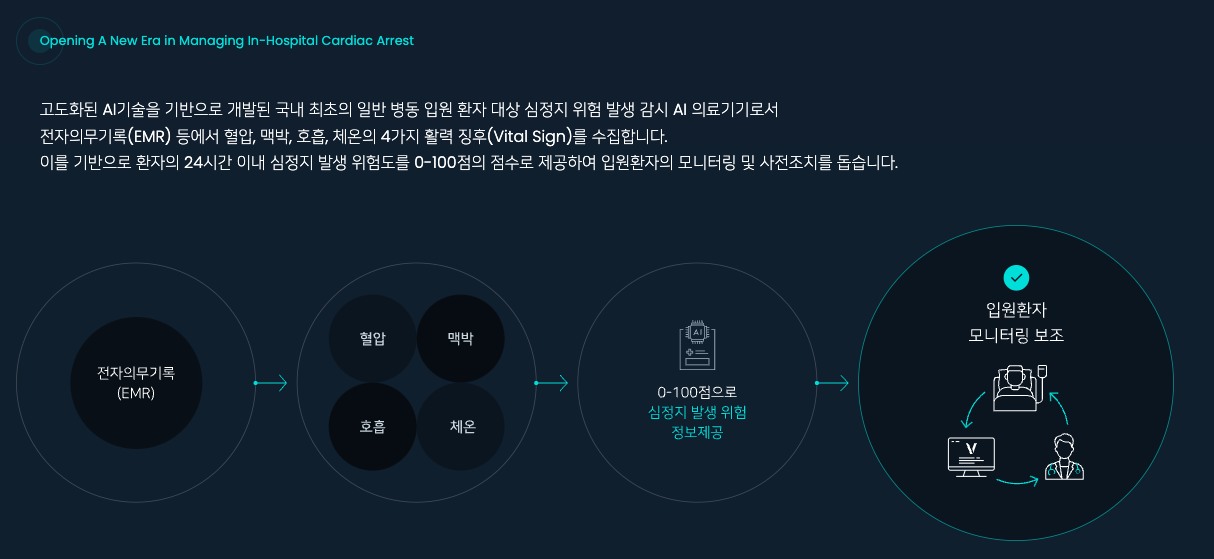 Opening A New Era in Managing In-Hospital Cardiac Arrest
고도화된 AI기술을 기반으로 개발된 국내 최초의 일반 병동 입원 환자 대상 심정지 위험 발생 감시 AI 의료기기로서
전자의무기록(EMR) 등에서 혈압, 맥박, 호흡, 체온의 4가지 활력 징후(Vital Sign)를 수집합니다.
이를 기반으로 환자의 24시간 이내 심정지 발생 위험도를 0-100점의 점수로 제공하여 입원환자의 모니터링 및 사전조치를 돕습니다.
전자의무기록
(EMR)
혈압
맥박
호흡
체온
AI
0-100점으로
심정지 발생 위험
정보제공
입원환자
모니터링 보조
V